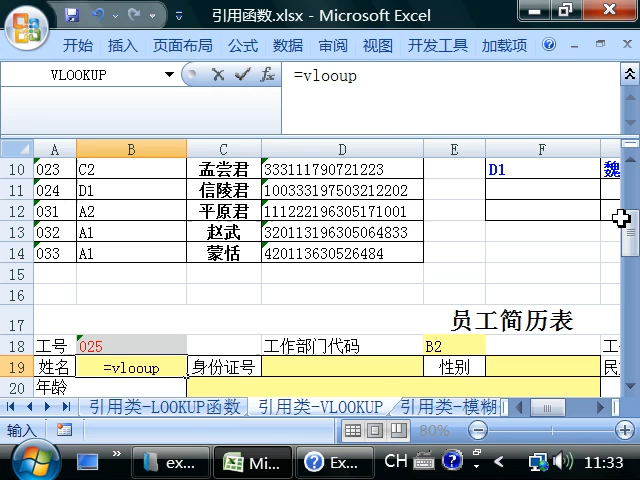 引用函数.xlsx - Microsoft Excel
开始 插入 页面布局 公式 数据 审阅 视图 开发工具 加载项
VLOOKUP fx =vlooup
A B C D E F
10 023 C2 孟尝君 333111790721223 D1 魏
11 024 D1 信陵君 100333197503212202
12 031 A2 平原君 111222196305171001
13 032 A1 赵武 320113196305064833
14 033 A1 蒙恬 420113630526484
15
16
17 员工简历表
18 工号 025 工作部门代码 B2
19 姓名 =vlooup 身份证号 性别 民
20 年龄
引用类-LOOKUP函数 引用类-VLOOKUP 引用类-模糊
输入 80%
ex... Mi... Ex... CH 11:33